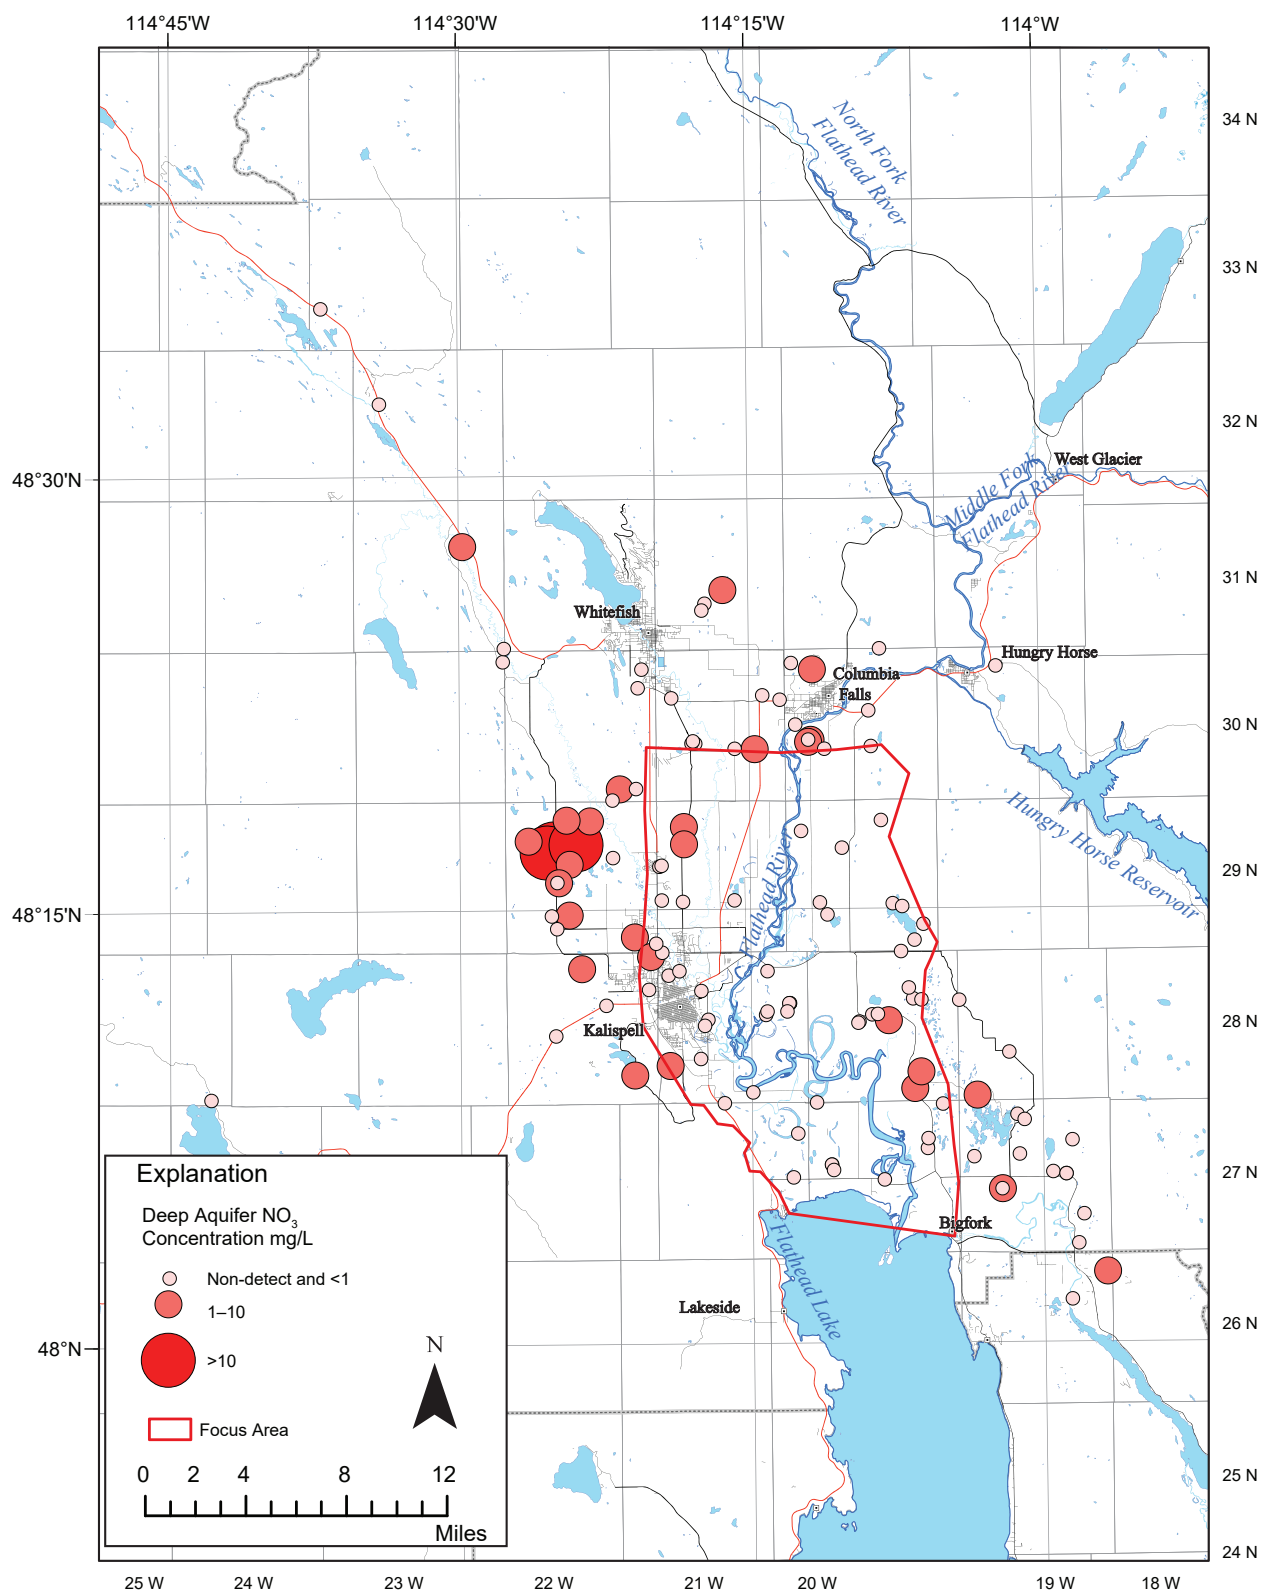 114°45'W
114°30'W
114°15'W
114°W
34 N
33 N
32 N
31 N
30 N
29 N
28 N
27 N
26 N
25 N
24 N
48°30'N
48°15'N
48°N
North Fork
Flathead River
West Glacier
Middle Fork
Flathead River
Whitefish
Hungry Horse
Columbia
Falls
Hungry Horse Reservoir
Flathead River
Kalispell
Bigfork
Flathead Lake
Lakeside
Explanation
Deep Aquifer NO3
Concentration mg/L
Non-detect and <1
1–10
>10
N
Focus Area
0 2 4 8 12
Miles
25 W
24 W
23 W
22 W
21 W
20 W
19 W
18 W